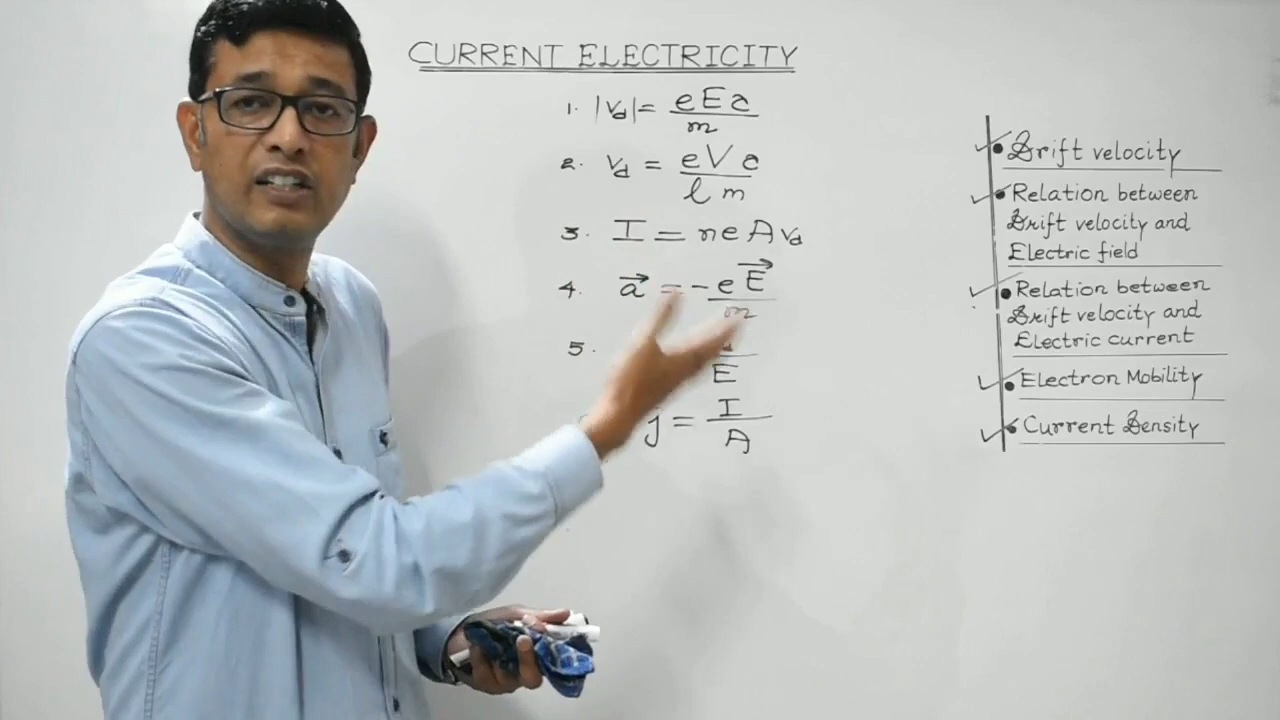 CURRENT ELECTRICITY
1. |Vd| = eEτ/m
2. Vd = eVτ/lm
3. I = neAVd
4. a⃗ = -eE⃗/m
5. E
j = I/A
Drift velocity
Relation between
Drift velocity and
Electric field
Relation between
Drift velocity and
Electric current
Electron Mobility
Current Density